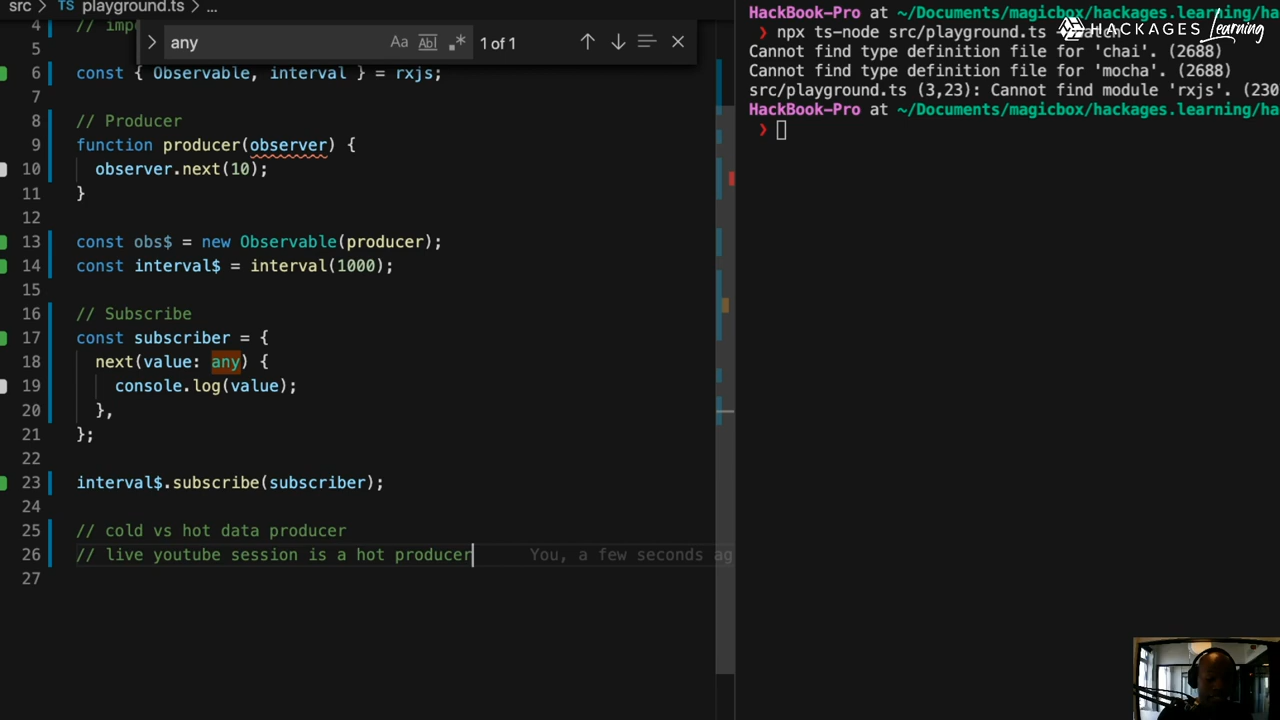 src > TS playground.ts > ...
4 // impo
5
6 const { Observable, interval } = rxjs;
7
8 // Producer
9 function producer(observer) {
10 observer.next(10);
11 }
12
13 const obs$ = new Observable(producer);
14 const interval$ = interval(1000);
15
16 // Subscribe
17 const subscriber = {
18 next(value: any) {
19 console.log(value);
20 },
21 };
22
23 interval$.subscribe(subscriber);
24
25 // cold vs hot data producer
26 // live youtube session is a hot producer You, a few seconds ag
27
any Aa Abl .* 1 of 1
HackBook-Pro at ~/Documents/magicbox/hackages.learning/ha
❯ npx ts-node src/playground.ts
Cannot find type definition file for 'chai'. (2688)
Cannot find type definition file for 'mocha'. (2688)
src/playground.ts (3,23): Cannot find module 'rxjs'. (230
HackBook-Pro at ~/Documents/magicbox/hackages.learning/ha
❯
HACKAGES Learning